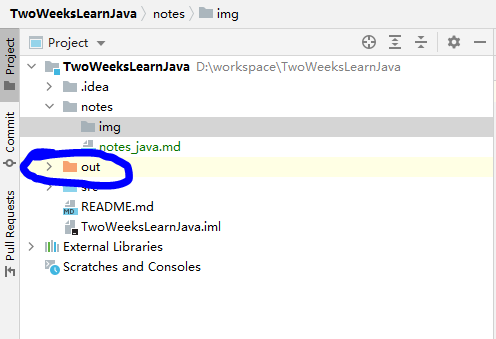 TwoWeeksLearnJava notes img
Project
TwoWeeksLearnJava D:\workspace\TwoWeeksLearnJava
.idea
notes
img
notes_java.md
out
src
README.md
TwoWeeksLearnJava.iml
External Libraries
Scratches and Consoles
Project
Commit
Pull Requests